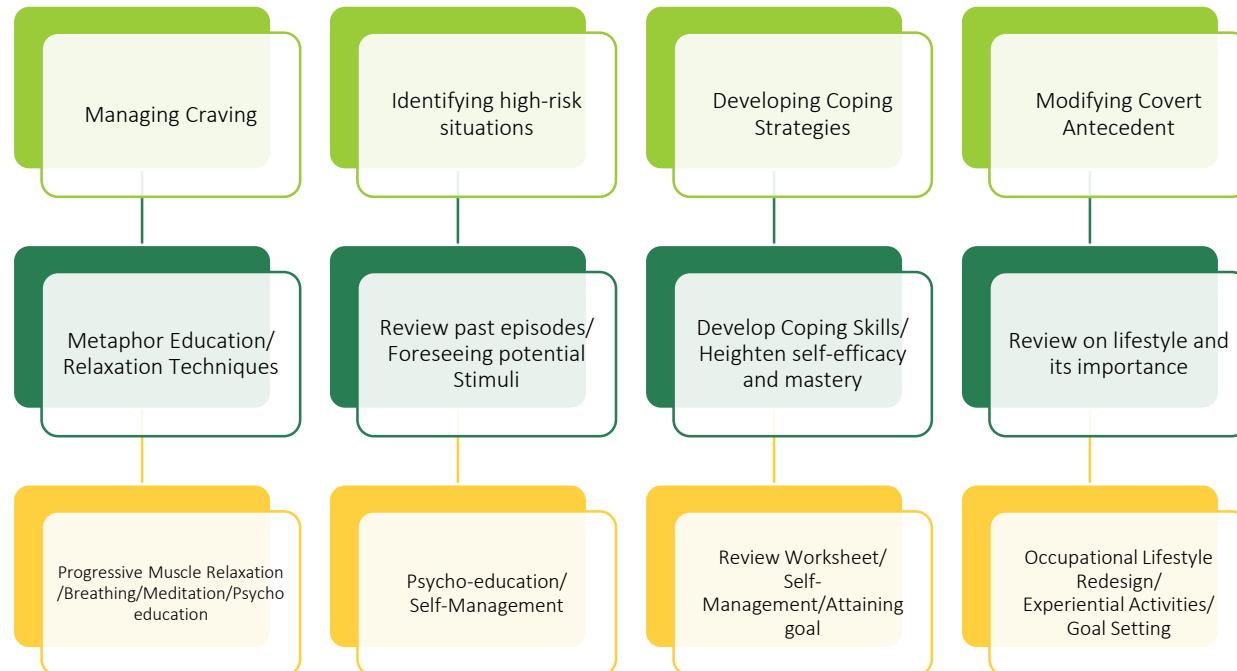 Managing Craving
Identifying high-risk
situations
Developing Coping
Strategies
Modifying Covert
Antecedent
Metaphor Education/
Relaxation Techniques
Review past episodes/
Foreseeing potential
Stimuli
Develop Coping Skills/
Heighten self-efficacy
and mastery
Review on lifestyle and
its importance
Progressive Muscle Relaxation
/Breathing/Meditation/Psycho
education
Psycho-education/
Self-Management
Review Worksheet/
Self-
Management/Attaining
goal
Occupational Lifestyle
Redesign/
Experiential Activities/
Goal Setting